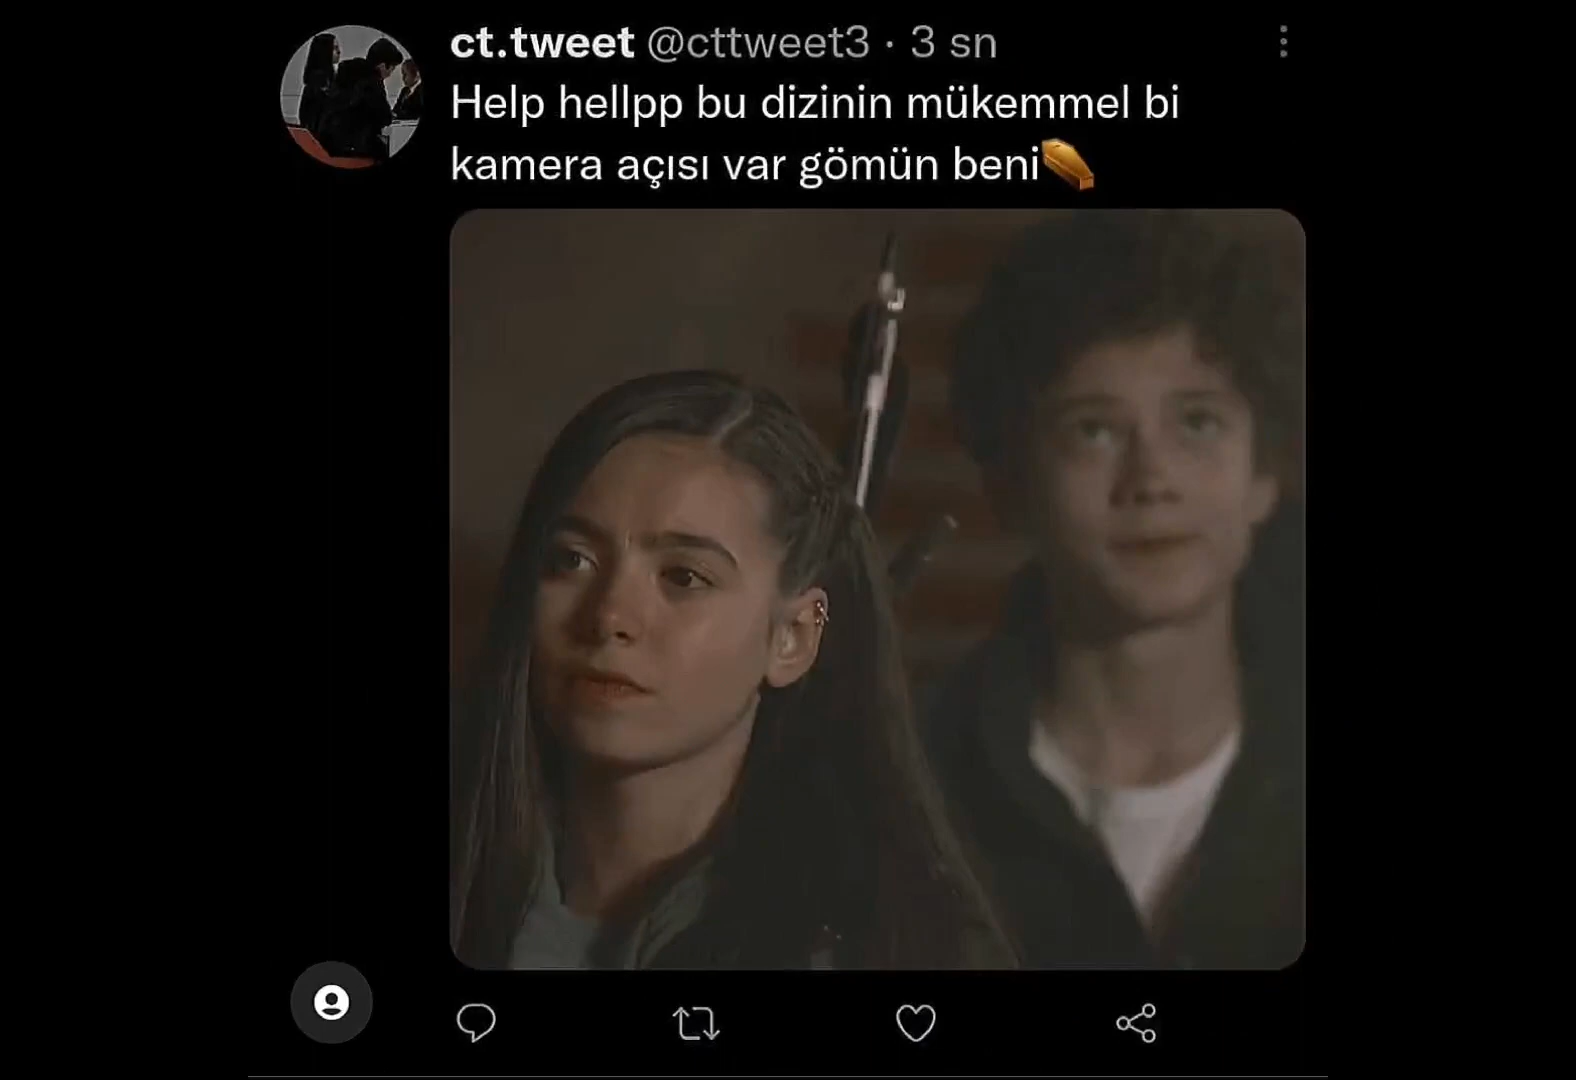 ct.tweet @cttweet3 · 3 sn
Help hellpp bu dizinin mükemmel bi
kamera açısı var gömün beni⚰️